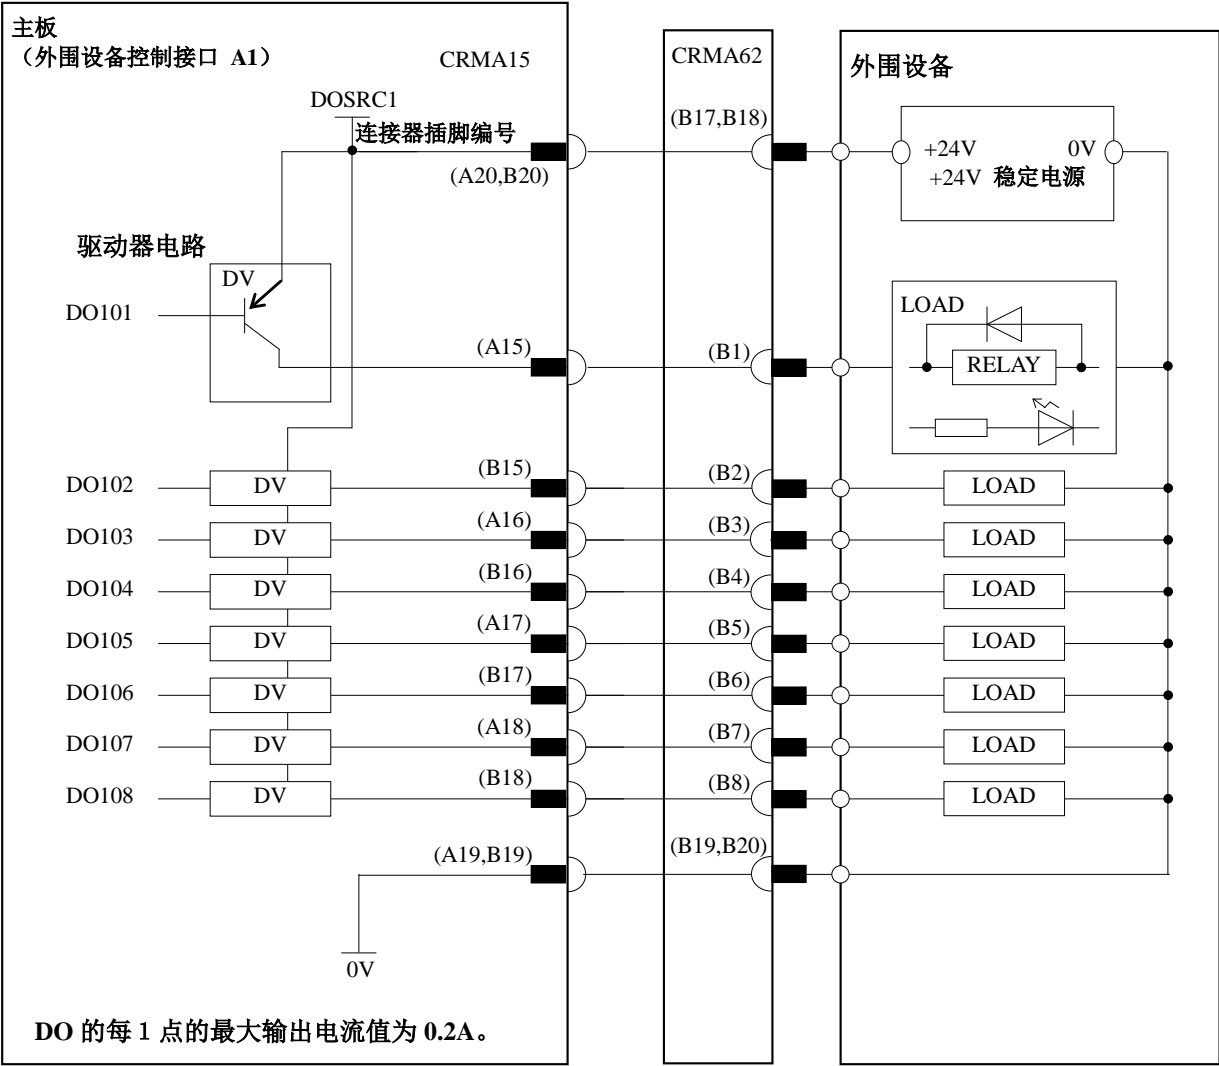 主板
（外围设备控制接口 A1）
CRMA15
CRMA62
外围设备
DOSRC1
连接器插脚编号
(A20,B20)
(B17,B18)
+24V
0V
+24V 稳定电源
驱动器电路
DV
DO101
(A15)
(B1)
LOAD
RELAY
DO102
DV
(B15)
(B2)
LOAD
DO103
DV
(A16)
(B3)
LOAD
DO104
DV
(B16)
(B4)
LOAD
DO105
DV
(A17)
(B5)
LOAD
DO106
DV
(B17)
(B6)
LOAD
DO107
DV
(A18)
(B7)
LOAD
DO108
DV
(B18)
(B8)
LOAD
(A19,B19)
(B19,B20)
0V
DO 的每１点的最大输出电流值为 0.2A。